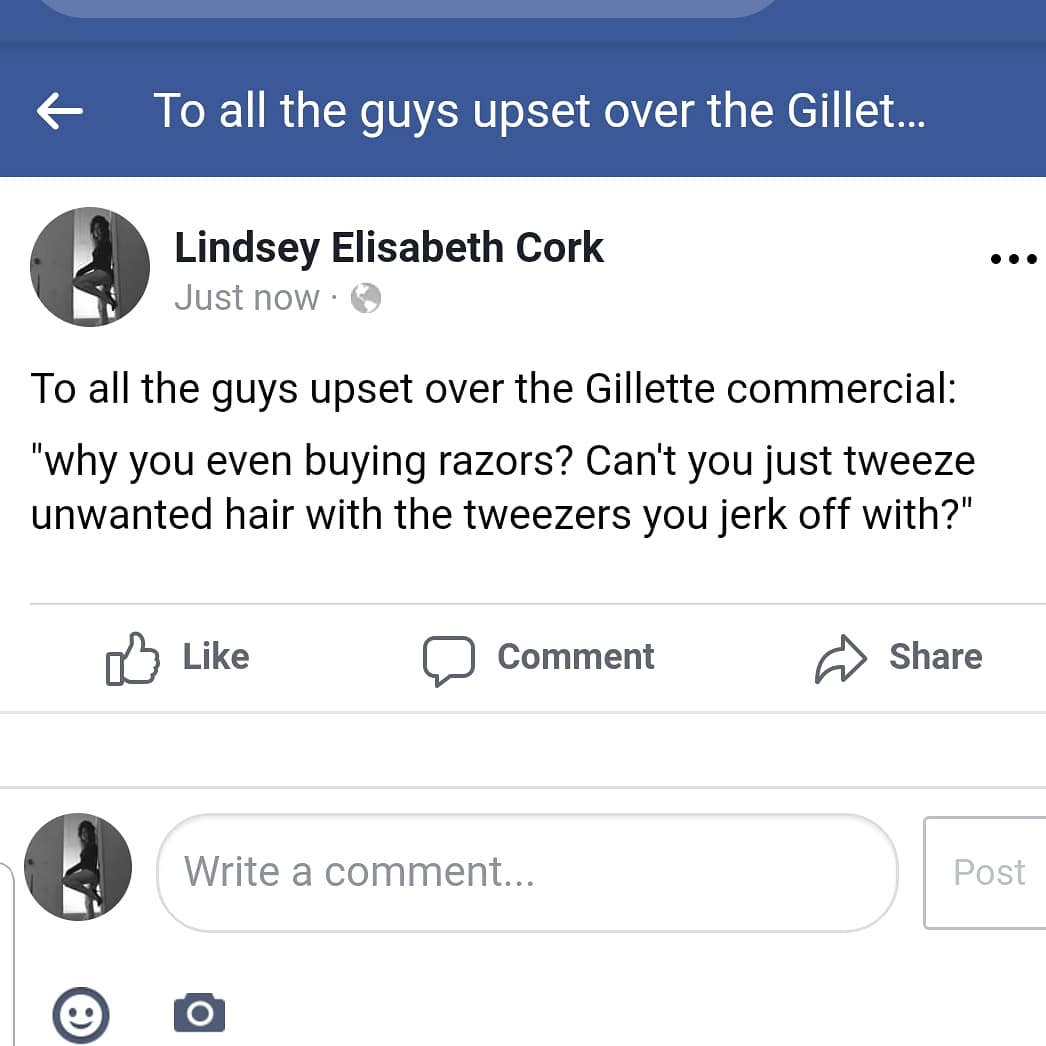 To all the guys upset over the Gillet...
Lindsey Elisabeth Cork
Just now ·
To all the guys upset over the Gillette commercial:
"why you even buying razors? Can't you just tweeze
unwanted hair with the tweezers you jerk off with?"
Like Comment Share
Write a comment... Post